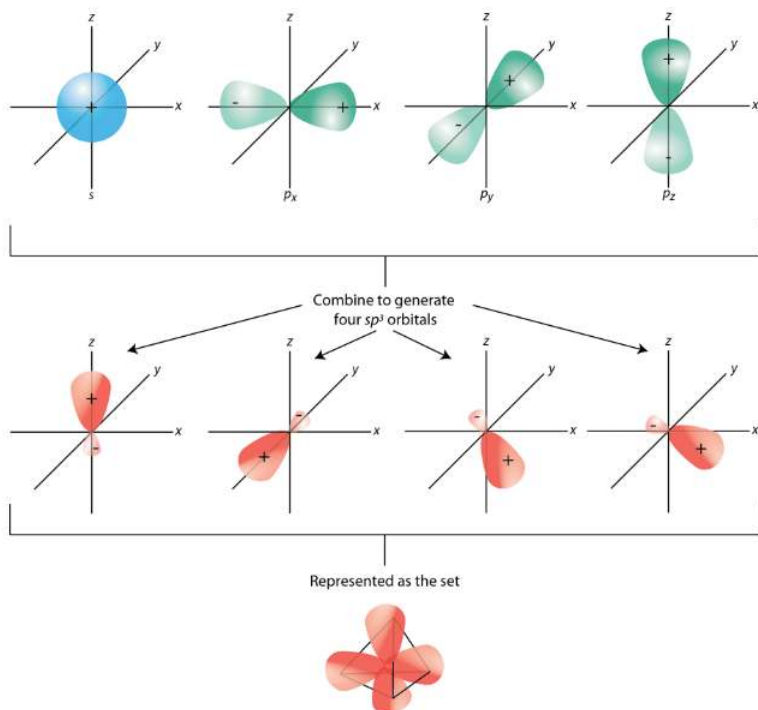 z z z z
y y y
+ x - + x + - x + - x
s px py pz
Combine to generate
four sp³ orbitals
z z z z
y y y y
+ - x - + x - + x - + x
Represented as the set